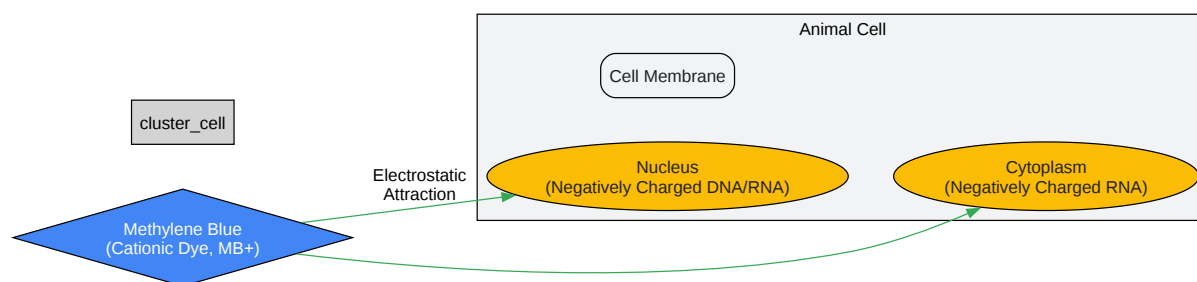 Animal Cell
Cell Membrane
cluster_cell
Electrostatic
Attraction
Nucleus
(Negatively Charged DNA/RNA)
Cytoplasm
(Negatively Charged RNA)
Methylene Blue
(Cationic Dye, MB+)